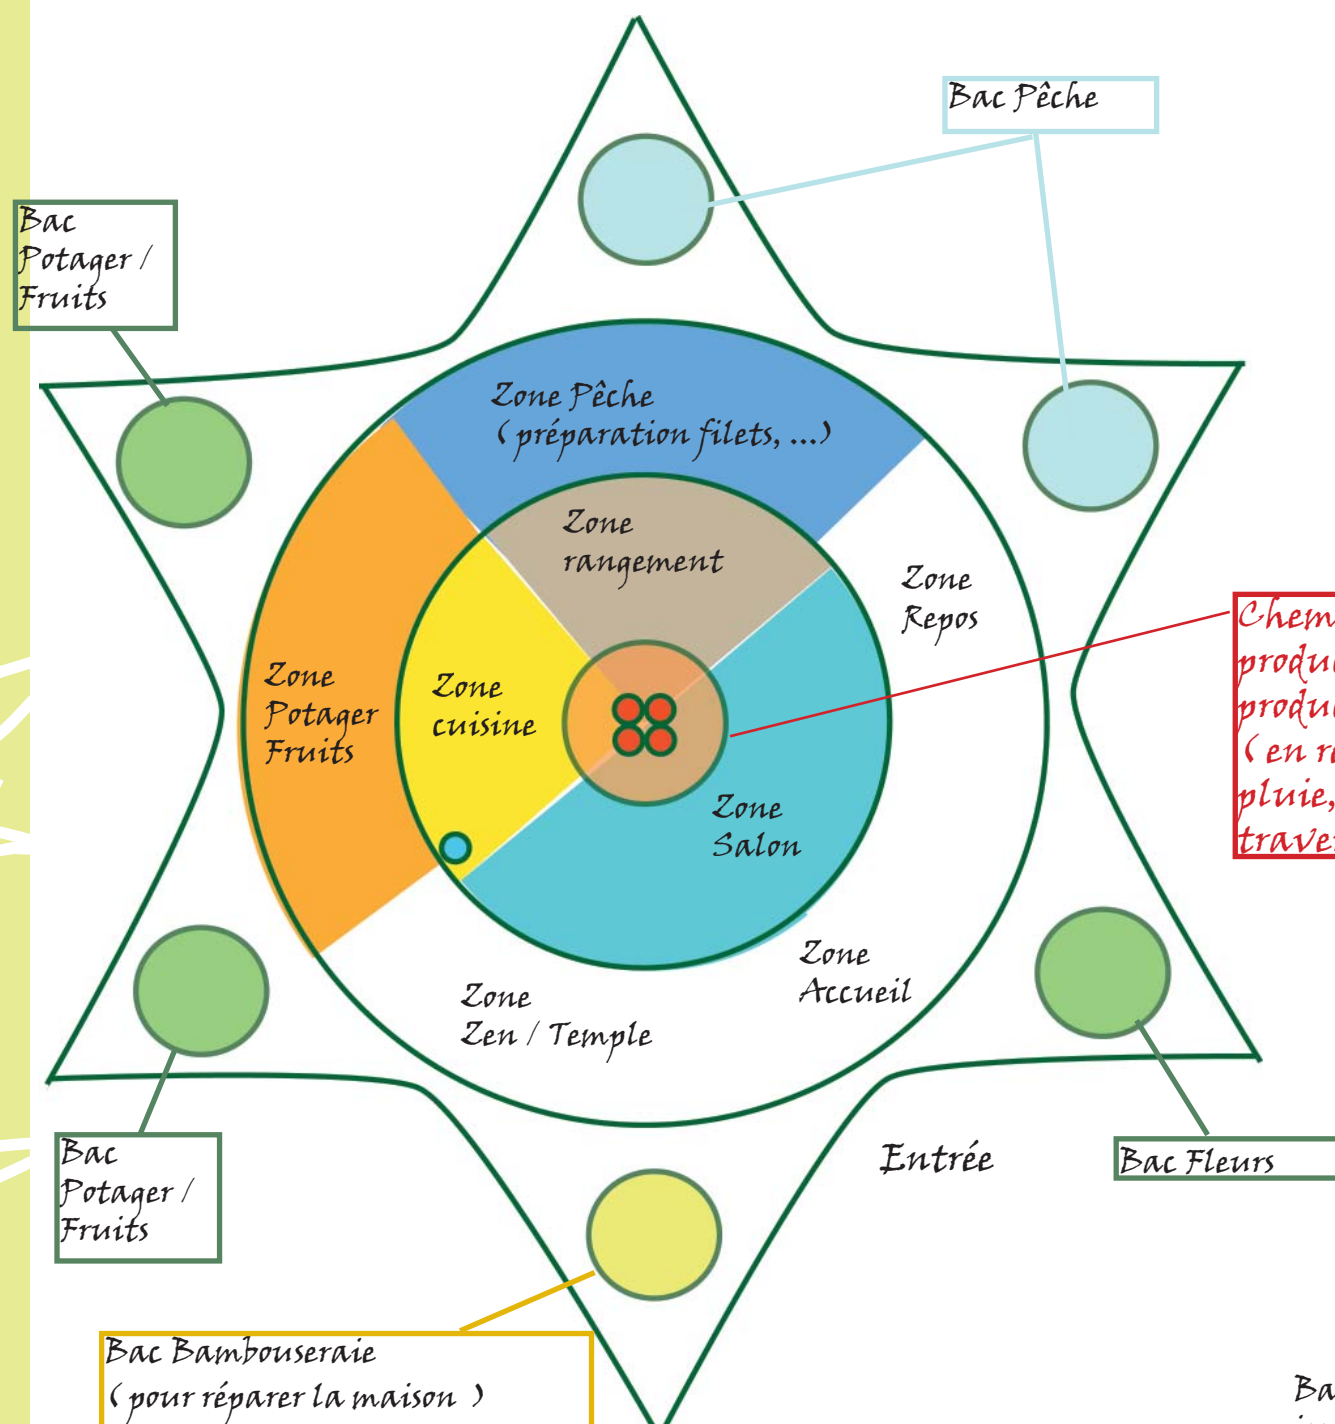 Bac Pêche
Bac
Potager /
Fruits
Zone Pêche
( préparation filets, ...)
Zone
rangement
Zone
Repos
Zone
Potager
Fruits
Zone
cuisine
Zone
Salon
pluie,
Zone
Accueil
Zone
Zen / Temple
Entrée
Bac Fleurs
Bac
Potager /
Fruits
Bac Bambouseraie
( pour réparer la maison )